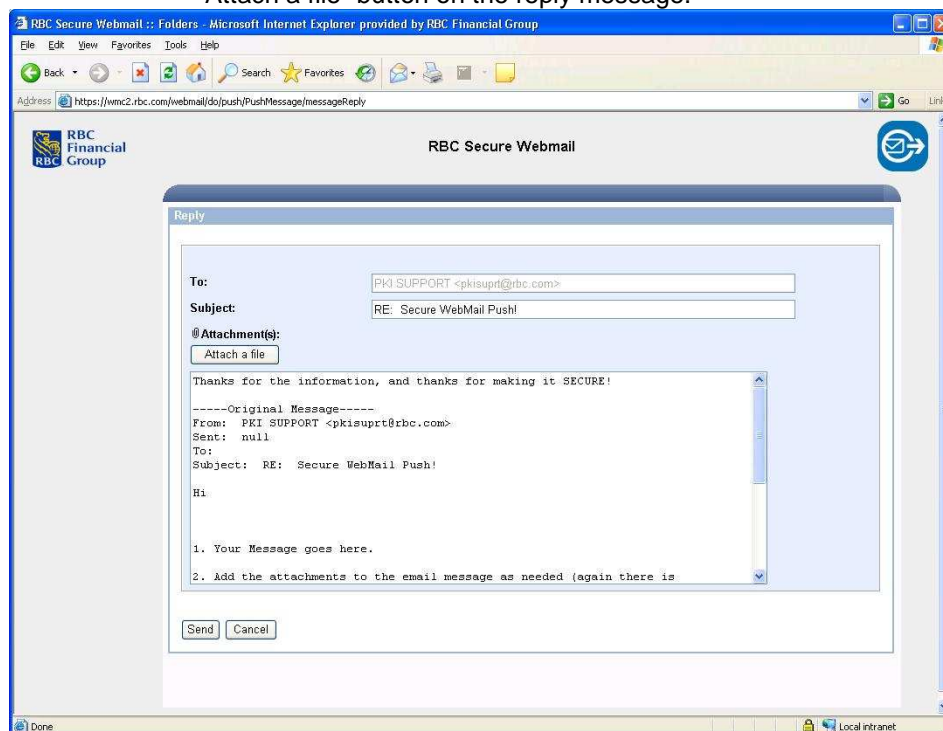 Attach a file" button on the reply message.
RBC Secure Webmail :: Folders - Microsoft Internet Explorer provided by RBC Financial Group
File Edit View Favorites Tools Help
Back Search Favorites
Address https://wmc2.rbc.com/webmail/do/push/PushMessage/messageReply Go
RBC
Financial
Group
RBC
RBC Secure Webmail
Reply
To: PKI SUPPORT <pkisuprt@rbc.com>
Subject: RE: Secure WebMail Push!
Attachment(s):
Attach a file
Thanks for the information, and thanks for making it SECURE!
-----Original Message-----
From: PKI SUPPORT <pkisuprt@rbc.com>
Sent: null
To:
Subject: RE: Secure WebMail Push!
Hi
1. Your Message goes here.
2. Add the attachments to the email message as needed (again there is
Send Cancel
Done Local intranet